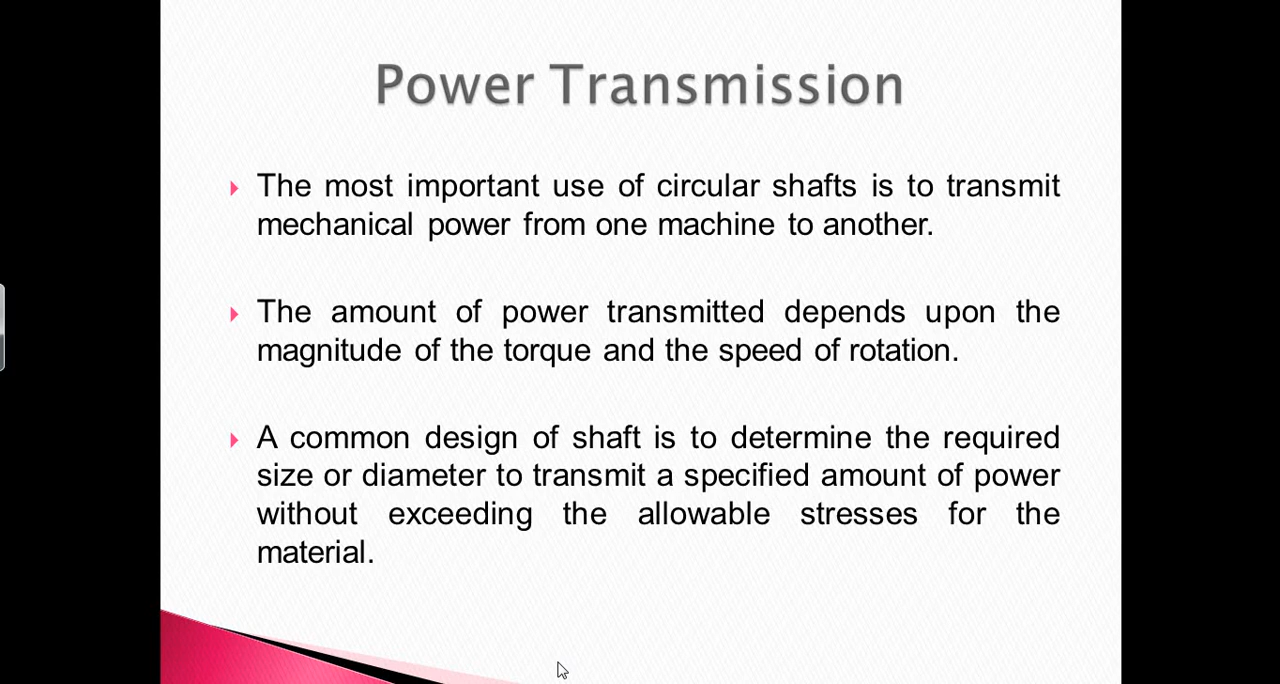 Power Transmission
The most important use of circular shafts is to transmit
mechanical power from one machine to another.
The amount of power transmitted depends upon the
magnitude of the torque and the speed of rotation.
A common design of shaft is to determine the required
size or diameter to transmit a specified amount of power
without exceeding the allowable stresses for the
material.